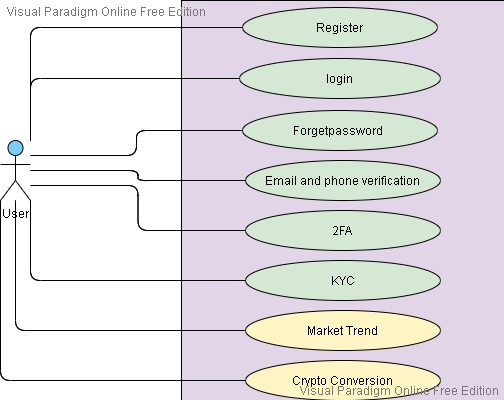 Visual Paradigm Online Free Edition
Register
login
Forgetpassword
Email and phone verification
User
2FA
KYC
Market Trend
Crypto Conversion
Visual Paradigm Online Free Edition